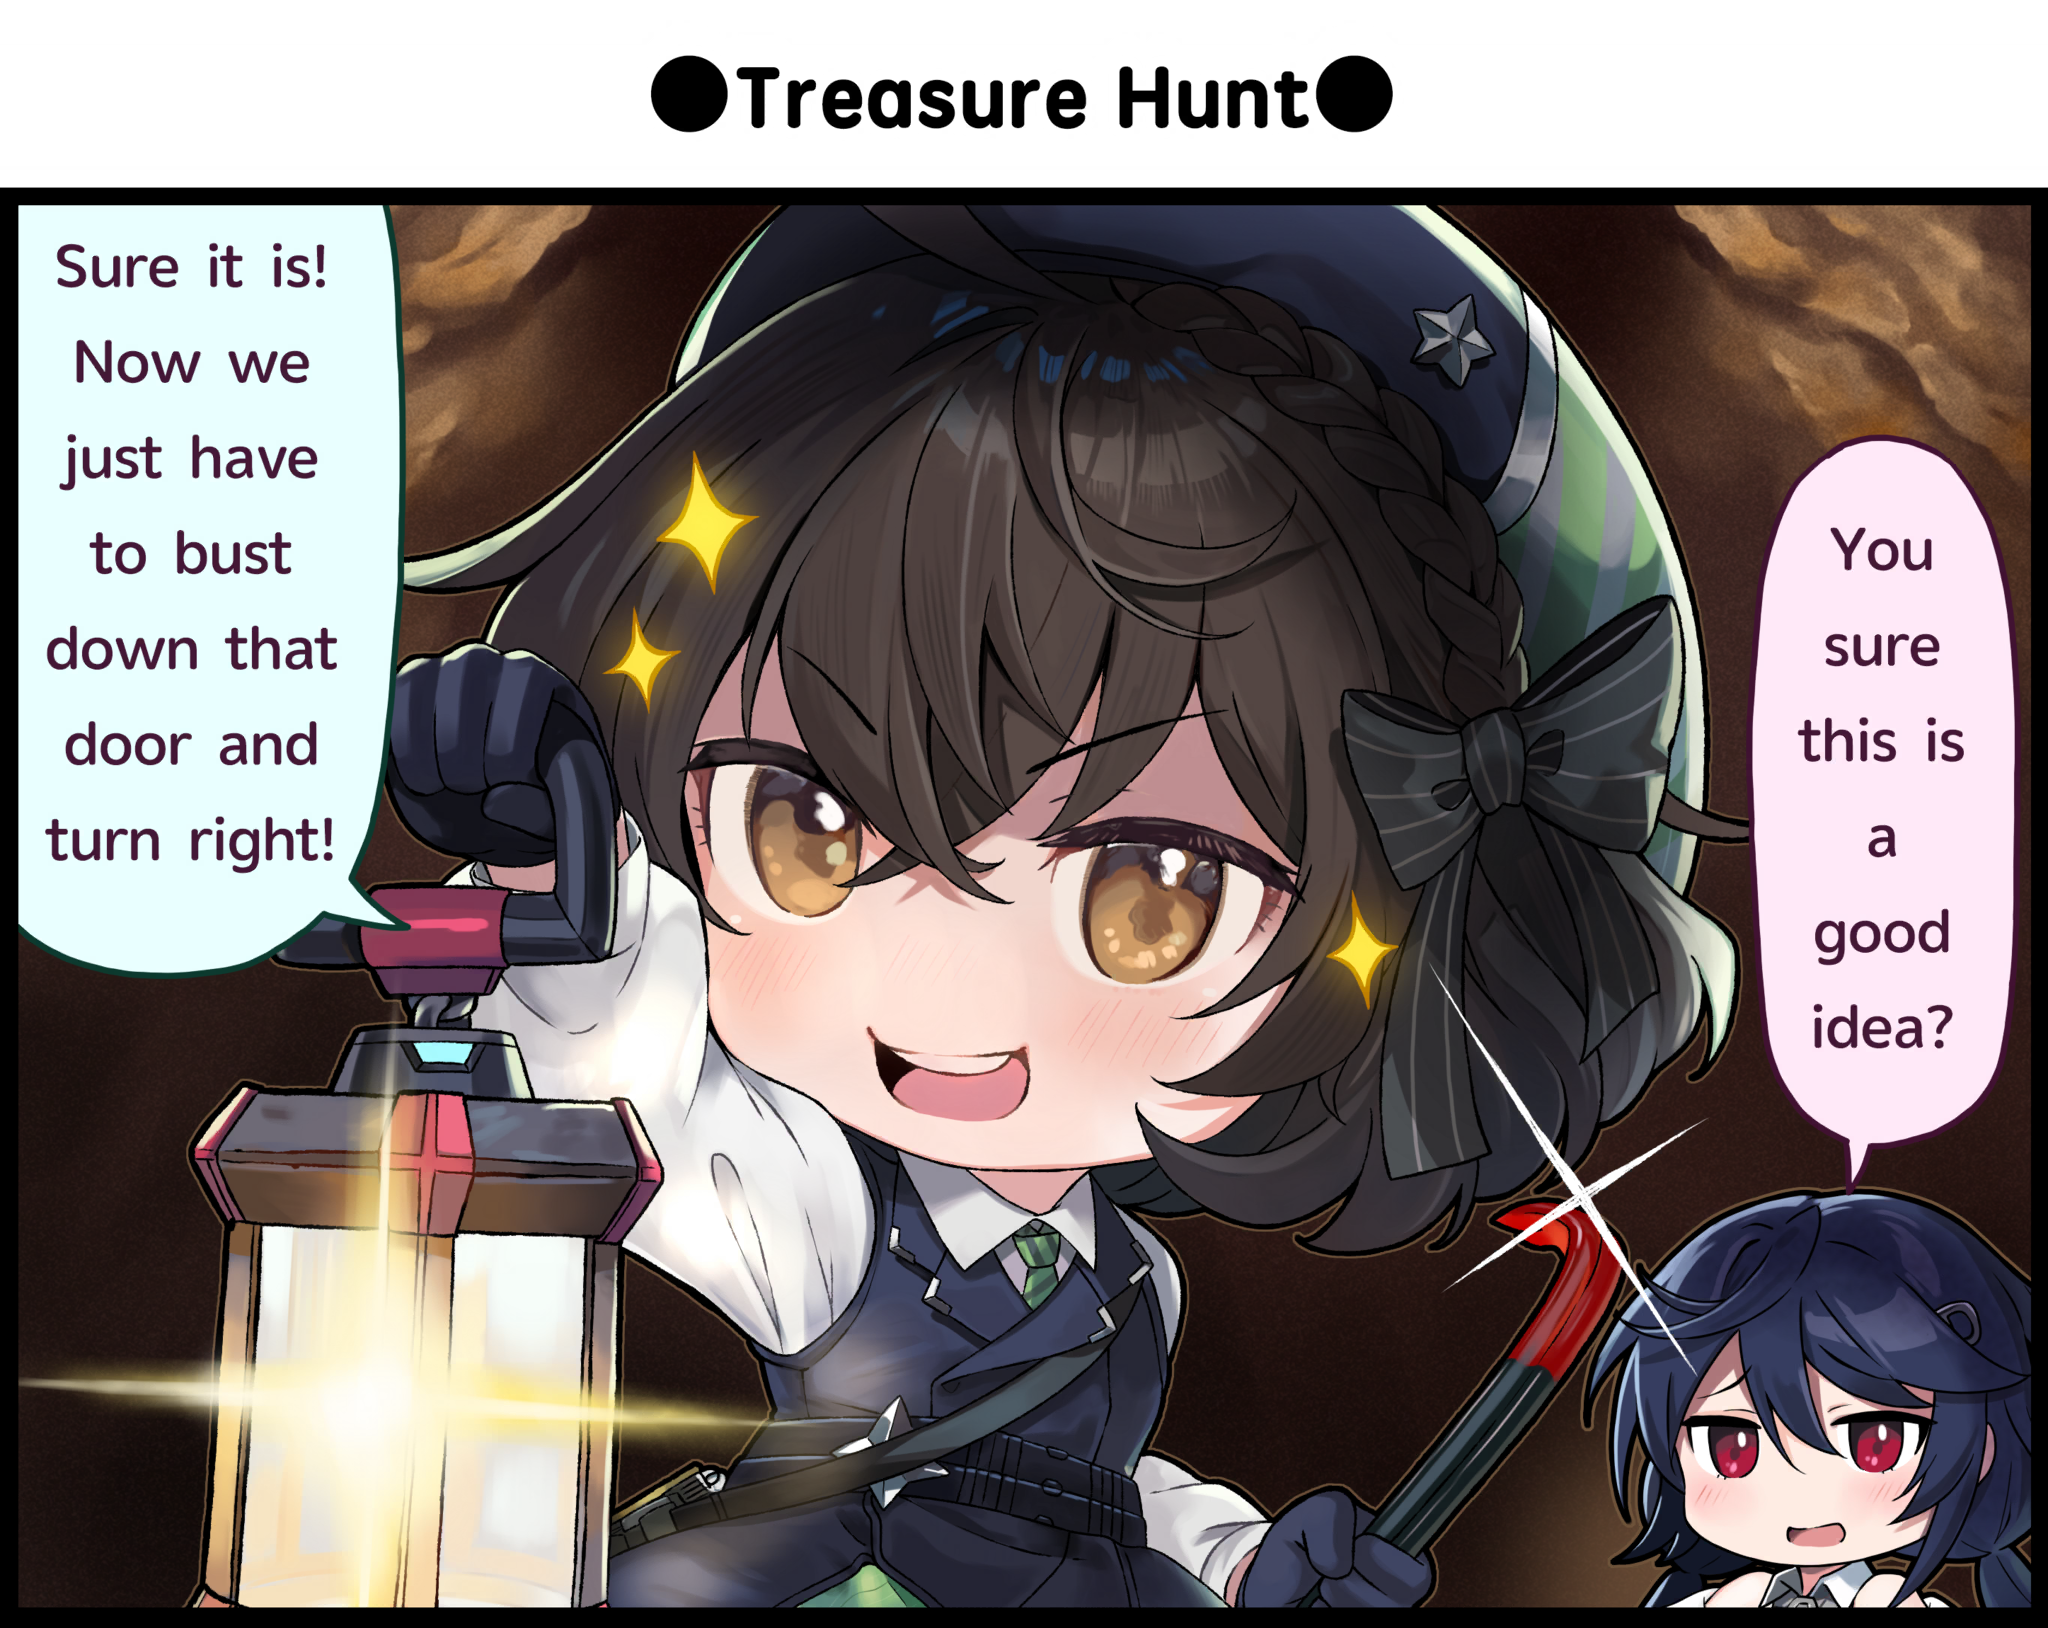 ●Treasure Hunt●
You
sure
this is
a
good
idea?
Sure it is!
Now we
just have
to bust
down that
door and
turn right!